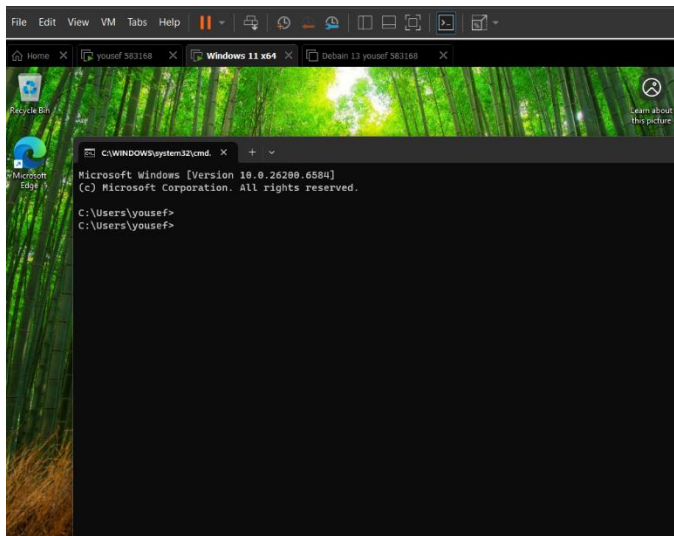 File Edit View VM Tabs Help
Home yousef 583168 Windows 11 x64 Debain 13 yousef 583168
Recycle Bin
Learn about
this picture
C:\WINDOWS\system32\cmd.
Microsoft
Edge
Microsoft Windows [Version 10.0.26200.6584]
(c) Microsoft Corporation. All rights reserved.
C:\Users\yousef>
C:\Users\yousef>